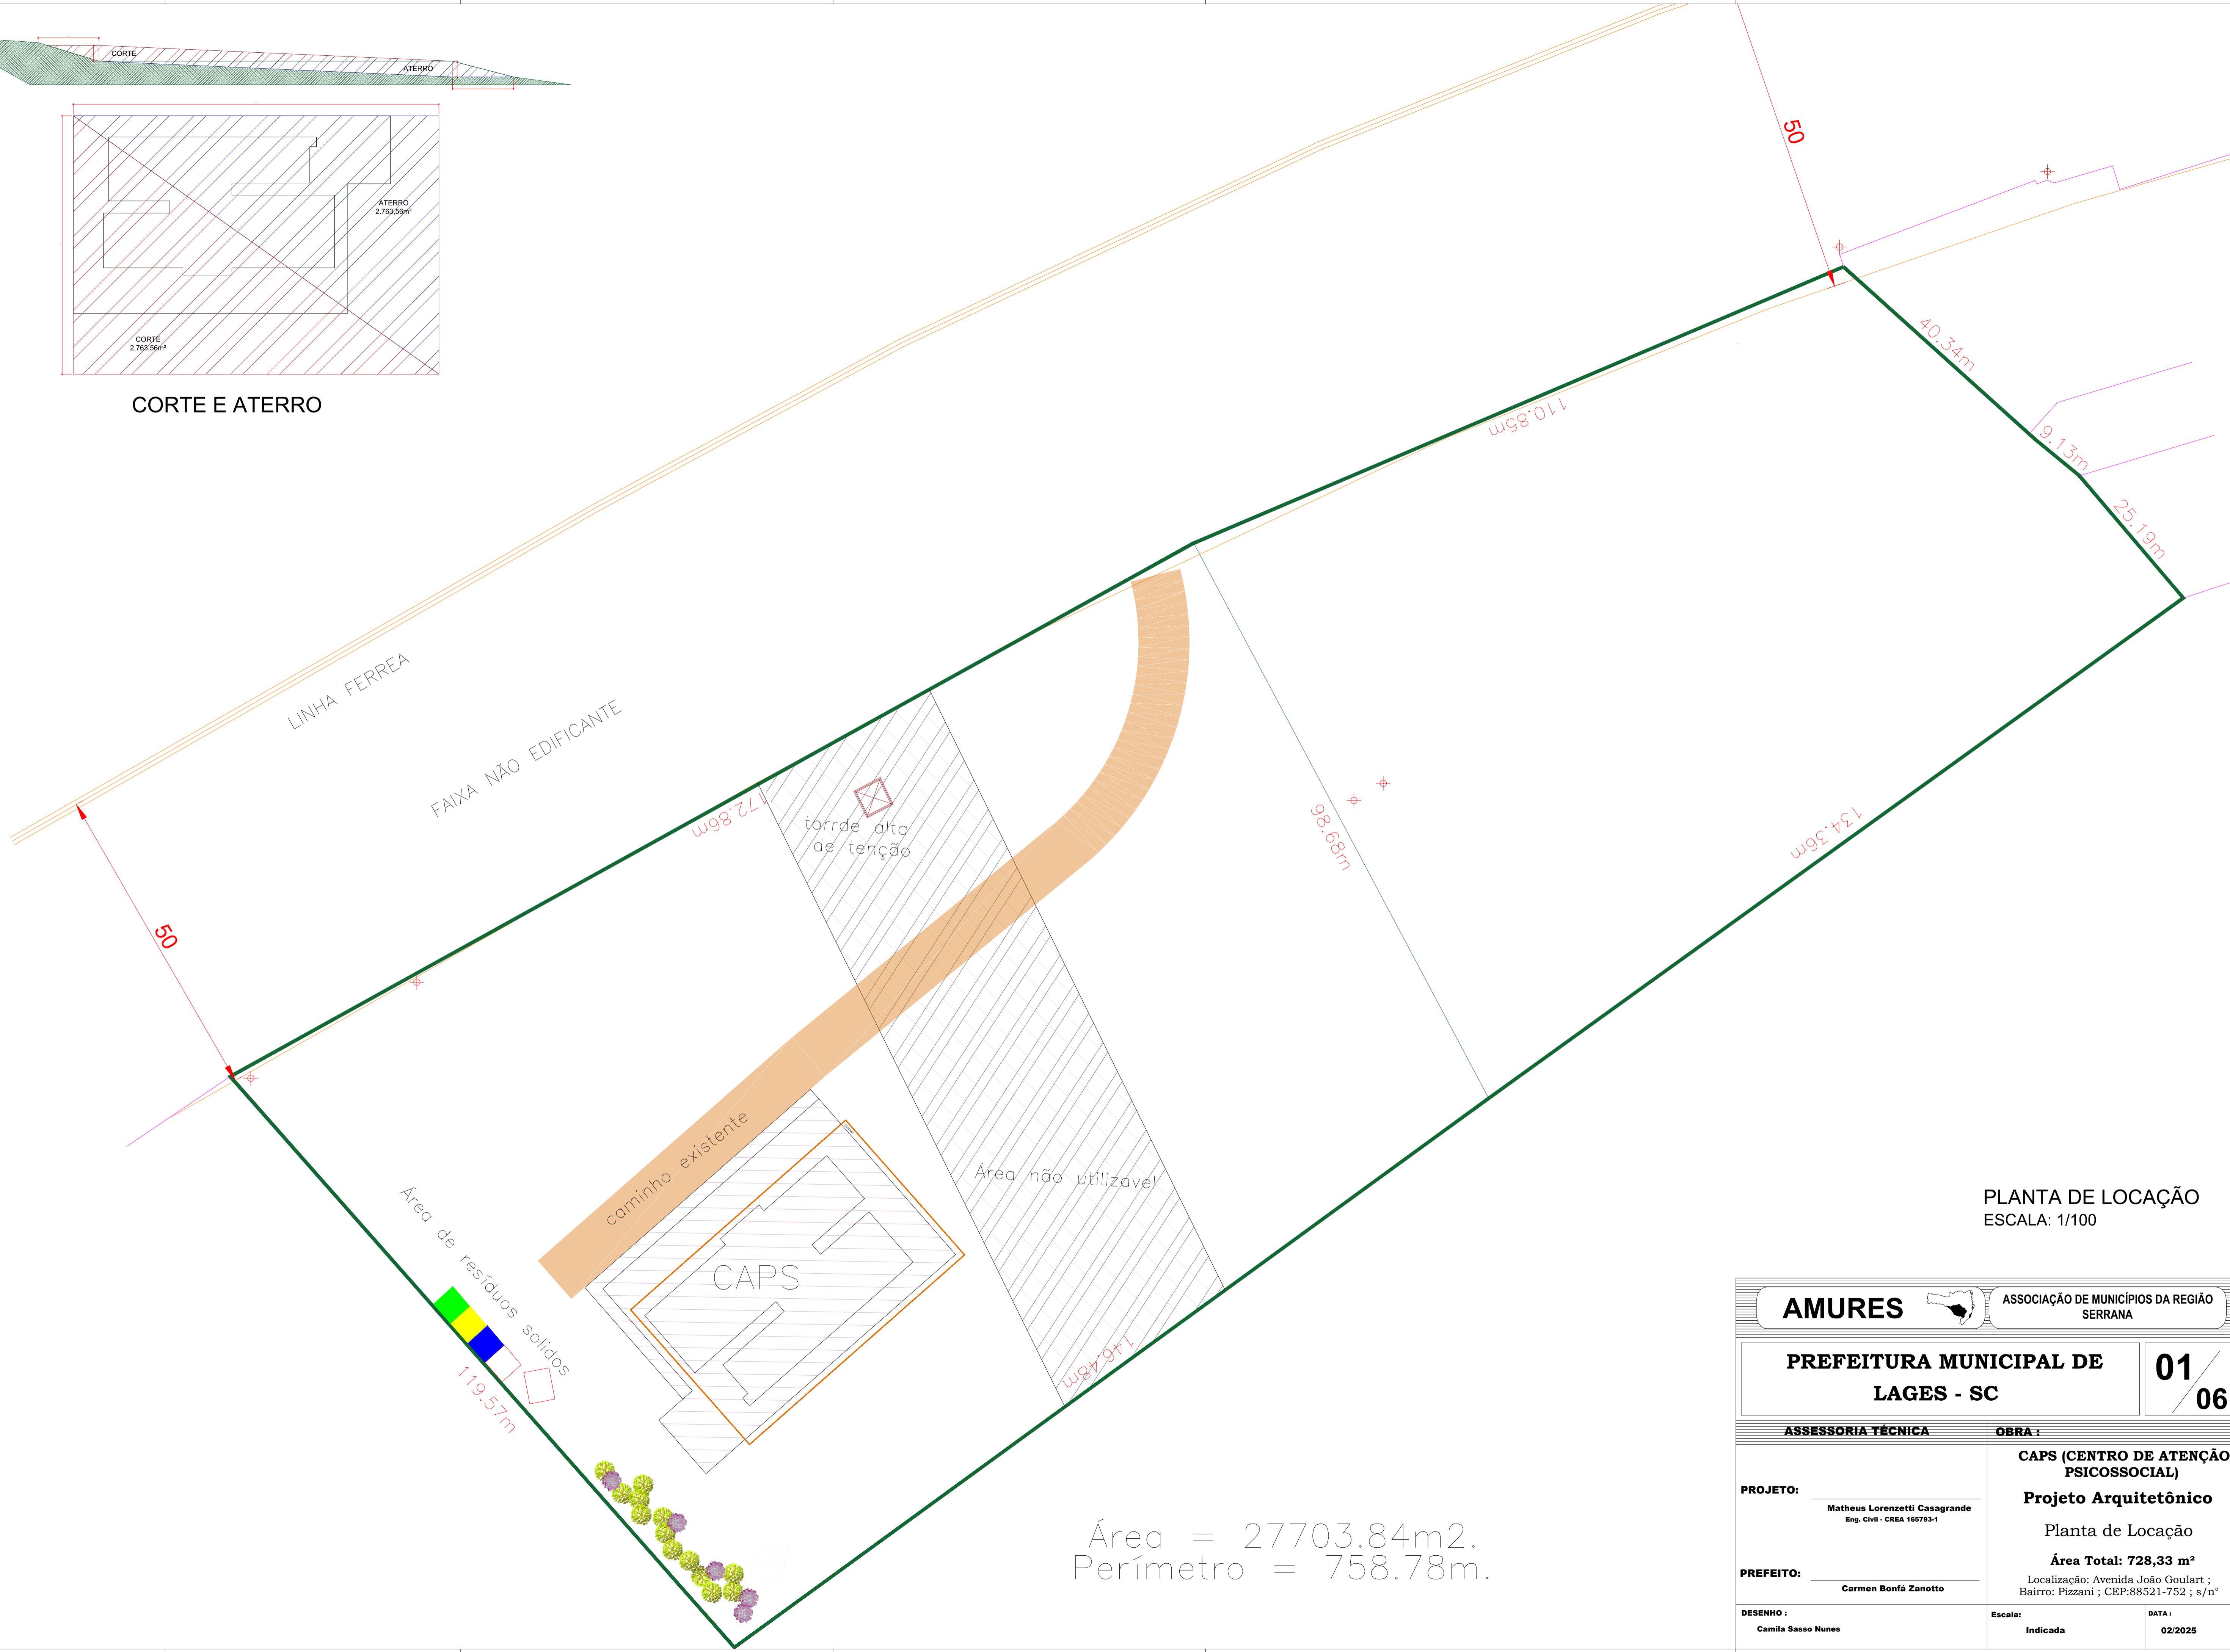 CORTE
ATERRO
ATERRO
2.763,56m³
CORTE
2.763,56m³
CORTE E ATERRO
50
40.34m
9.13m
25.19m
110.85m
LINHA FERREA
FAIXA NÃO EDIFICANTE
172.86m
torrde alta
de tenção
98.68m
134.36m
50
caminho existente
Área não utilizavel
Área de resíduos solidos
CAPS
119.57m
146.48m
Área = 27703.84m2.
Perímetro = 758.78m.
PLANTA DE LOCAÇÃO
ESCALA: 1/100
AMURES
ASSOCIAÇÃO DE MUNICÍPIOS DA REGIÃO
SERRANA
PREFEITURA MUNICIPAL DE
LAGES - SC
01/06
ASSESSORIA TÉCNICA
OBRA :
CAPS (CENTRO DE ATENÇÃO
PSICOSSOCIAL)
PROJETO:
Matheus Lorenzetti Casagrande
Eng. Civil - CREA 165793-1
Projeto Arquitetônico
Planta de Locação
Área Total: 728,33 m²
PREFEITO:
Carmen Bonfá Zanotto
Localização: Avenida João Goulart ;
Bairro: Pizzani ; CEP:88521-752 ; s/n°
DESENHO :
Camila Sasso Nunes
Escala:
Indicada
DATA :
02/2025